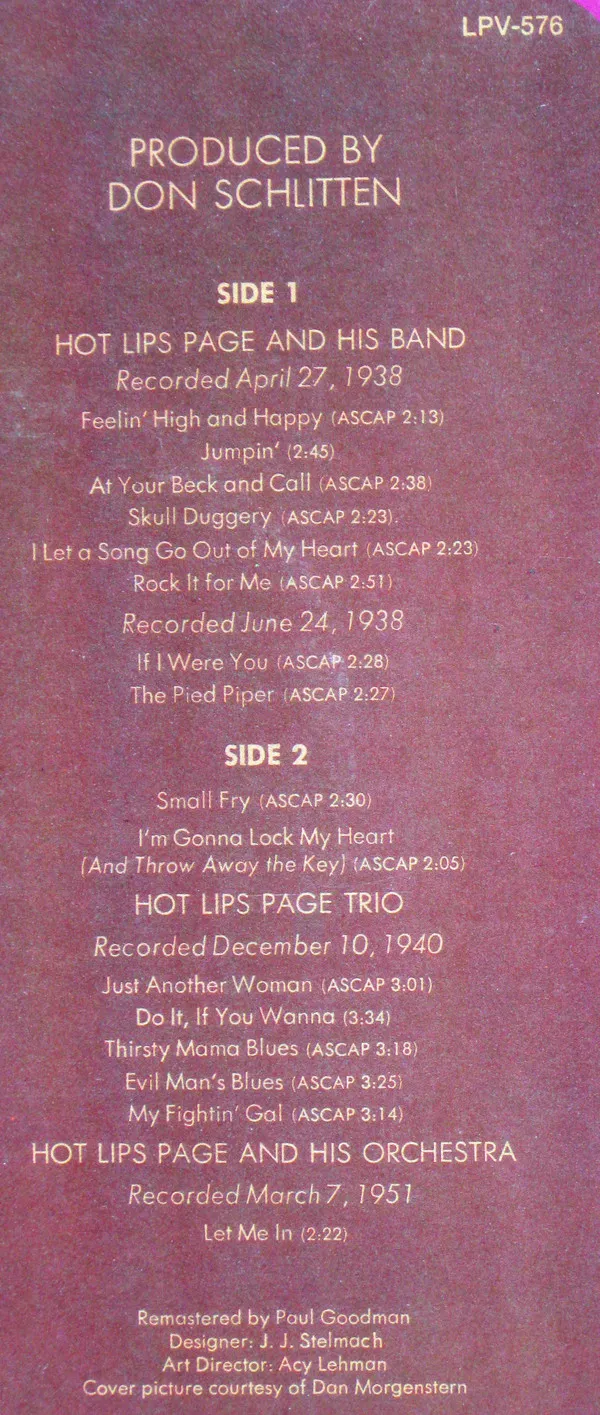 LPV-576
PRODUCED BY
DON SCHLITTEN
SIDE 1
HOT LIPS PAGE AND HIS BAND
Recorded April 27, 1938
Feelin' High and Happy (ASCAP 2:13)
Jumpin' (2:45)
At Your Beck and Call (ASCAP 2:38)
Skull Duggery (ASCAP 2:23).
I Let a Song Go Out of My Heart (ASCAP 2:23)
Rock It for Me (ASCAP 2:51)
Recorded June 24, 1938
If I Were You (ASCAP 2:28)
The Pied Piper (ASCAP 2:27)
SIDE 2
Small Fry (ASCAP 2:30)
I'm Gonna Lock My Heart
(And Throw Away the Key) (ASCAP 2:05)
HOT LIPS PAGE TRIO
Recorded December 10, 1940
Just Another Woman (ASCAP 3:01)
Do It, If You Wanna (3:34)
Thirsty Mama Blues (ASCAP 3:18)
Evil Man's Blues (ASCAP 3:25)
My Fightin' Gal (ASCAP 3:14)
HOT LIPS PAGE AND HIS ORCHESTRA
Recorded March 7, 1951
Let Me In (2:22)
Remastered by Paul Goodman
Designer: J. J. Stelmach
Art Director: Acy Lehman
Cover picture courtesy of Dan Morgenstern